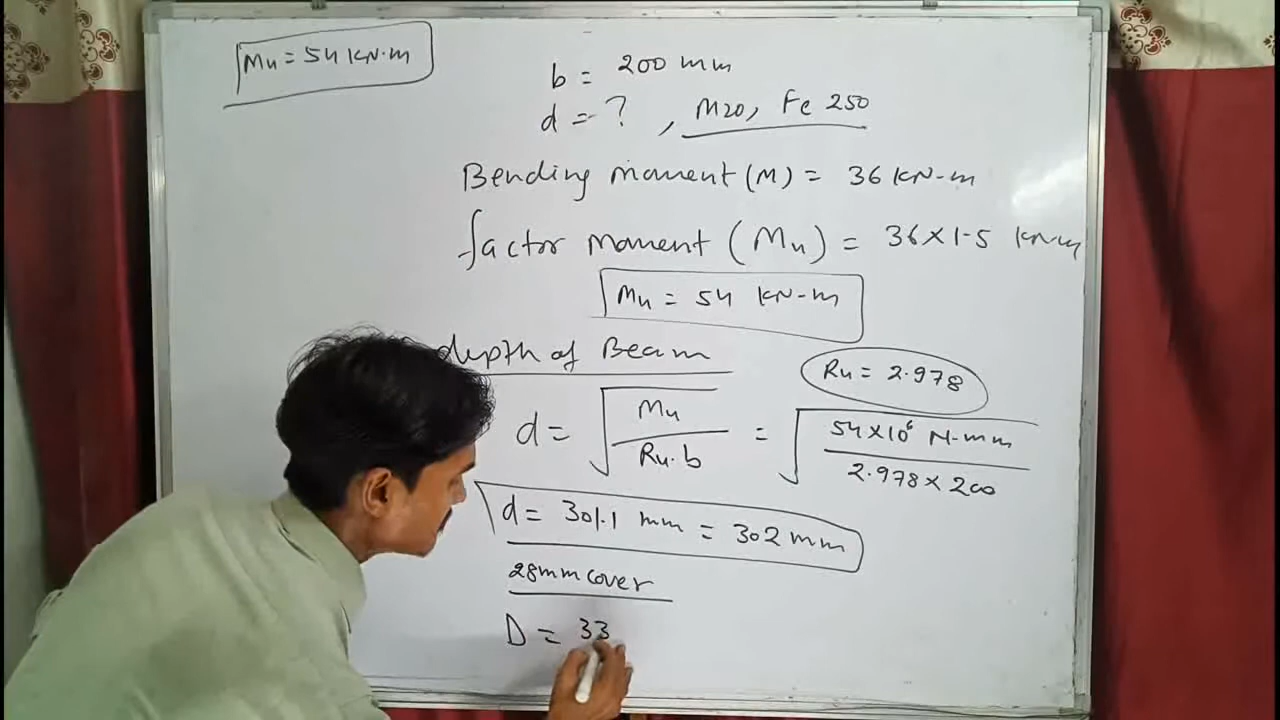 Mu = 54 kN·m
b = 200 mm
d = ? , M20, Fe 250
Bending moment (M) = 36 kN-m
factor moment (Mu) = 36×1.5 kN-m
Mu = 54 kN-m
depth of Beam
Ru = 2.978
d = √(Mu / Ru·b) = √(54×10⁶ N-mm / 2.978×200)
d = 301.1 mm = 302 mm
28mm cover
D = 33